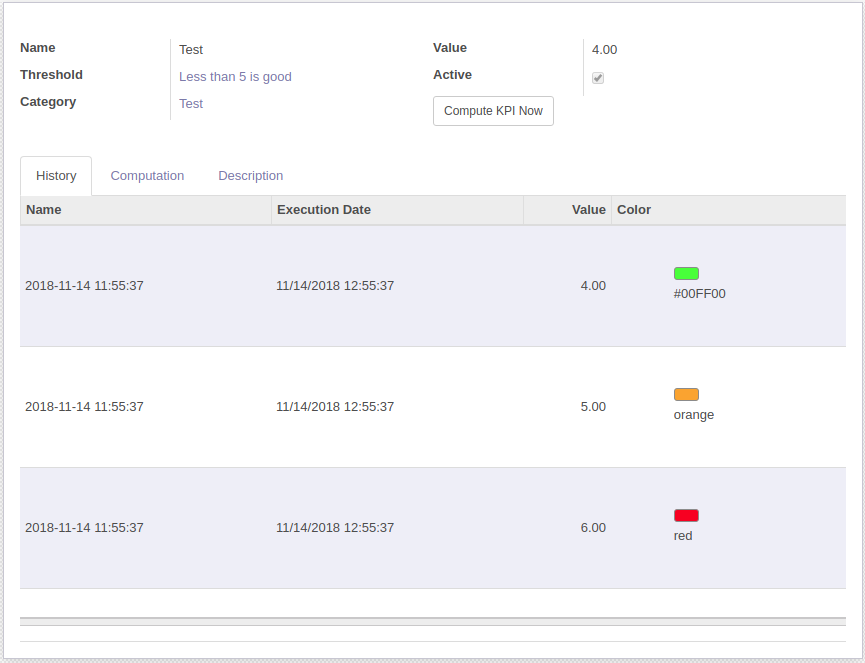 Name Test Value 4.00
Threshold Less than 5 is good Active
Category Test Compute KPI Now
History Computation Description
Name Execution Date Value Color
2018-11-14 11:55:37 11/14/2018 12:55:37 4.00 #00FF00
2018-11-14 11:55:37 11/14/2018 12:55:37 5.00 orange
2018-11-14 11:55:37 11/14/2018 12:55:37 6.00 red